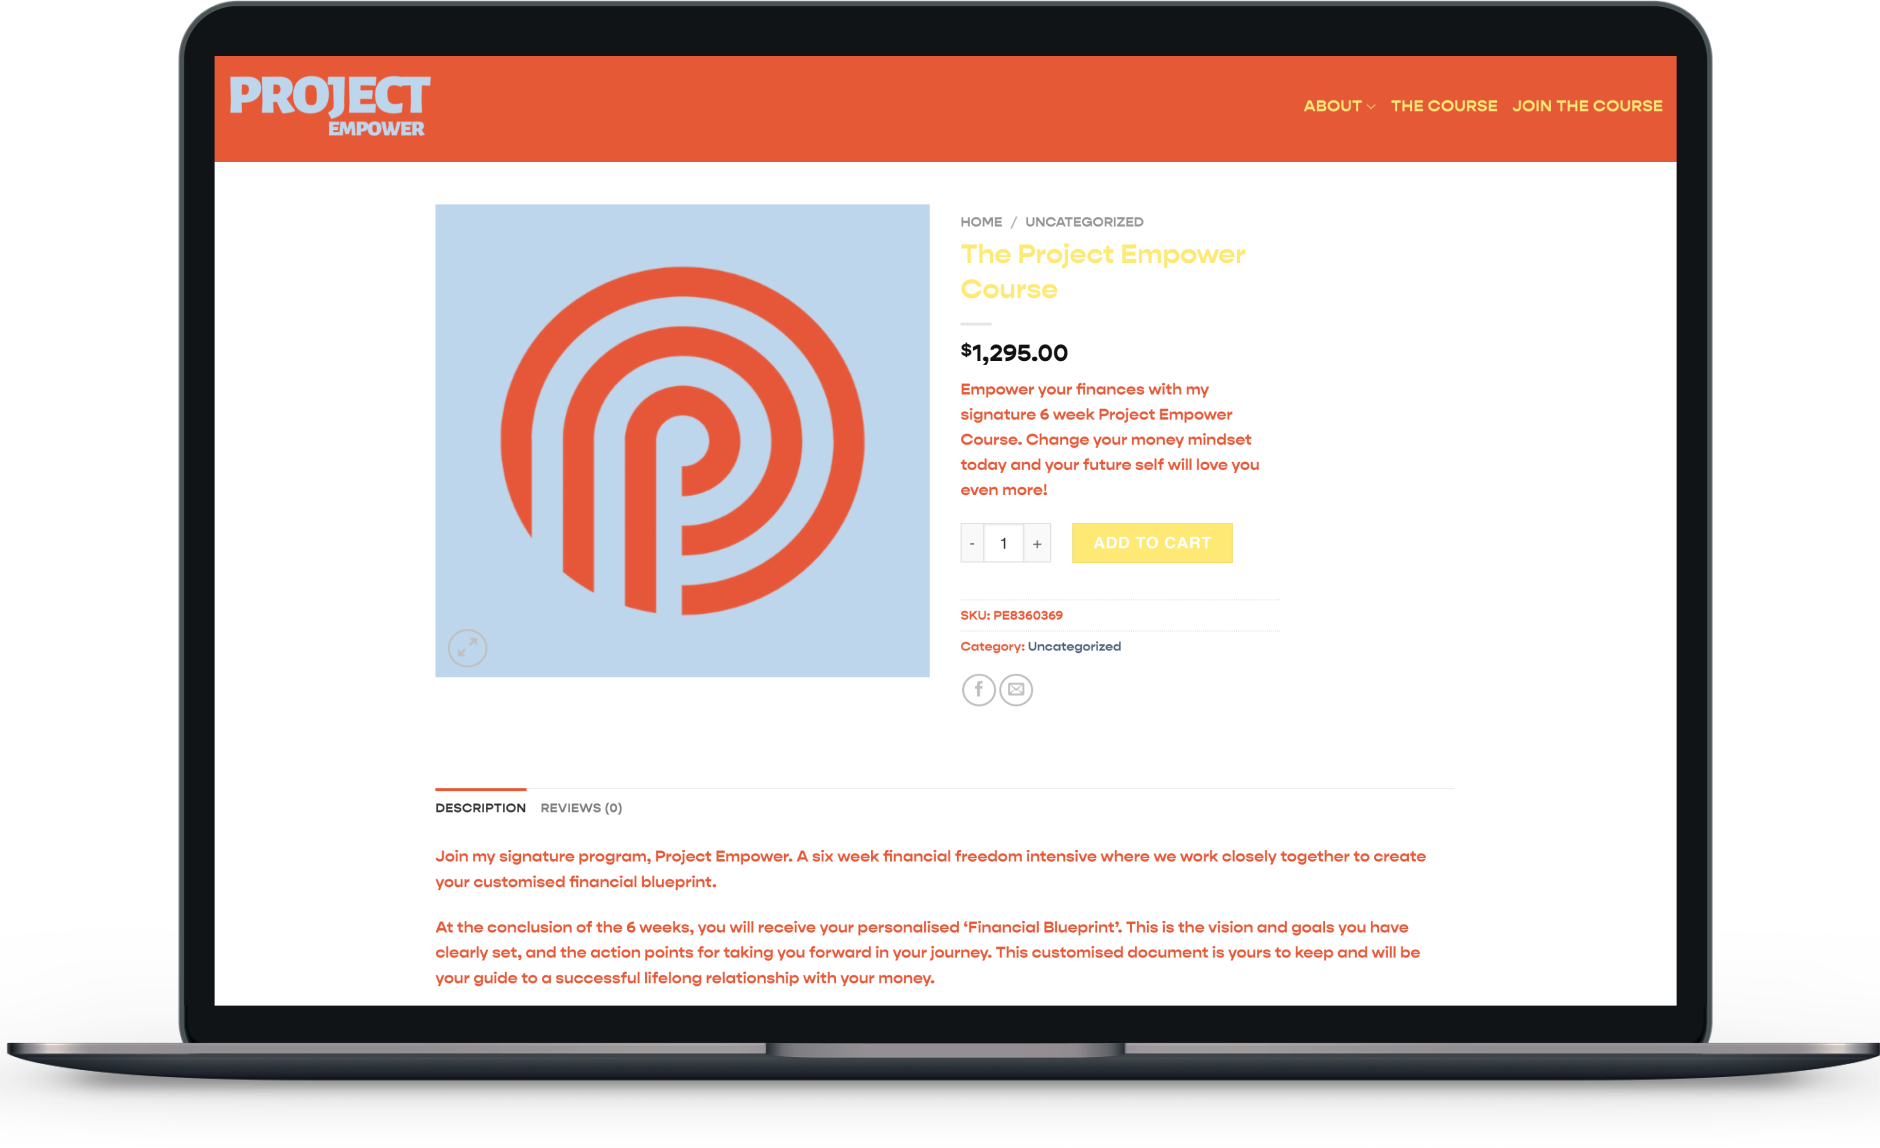 PROJECT
EMPOWER
ABOUT THE COURSE JOIN THE COURSE
HOME / UNCATEGORIZED
The Project Empower
Course
$1,295.00
Empower your finances with my
signature 6 week Project Empower
Course. Change your money mindset
today and your future self will love you
even more!
- 1 + ADD TO CART
SKU: PE8360369
Category: Uncategorized
DESCRIPTION REVIEWS (0)
Join my signature program, Project Empower. A six week financial freedom intensive where we work closely together to create
your customised financial blueprint.
At the conclusion of the 6 weeks, you will receive your personalised ‘Financial Blueprint’. This is the vision and goals you have
clearly set, and the action points for taking you forward in your journey. This customised document is yours to keep and will be
your guide to a successful lifelong relationship with your money.